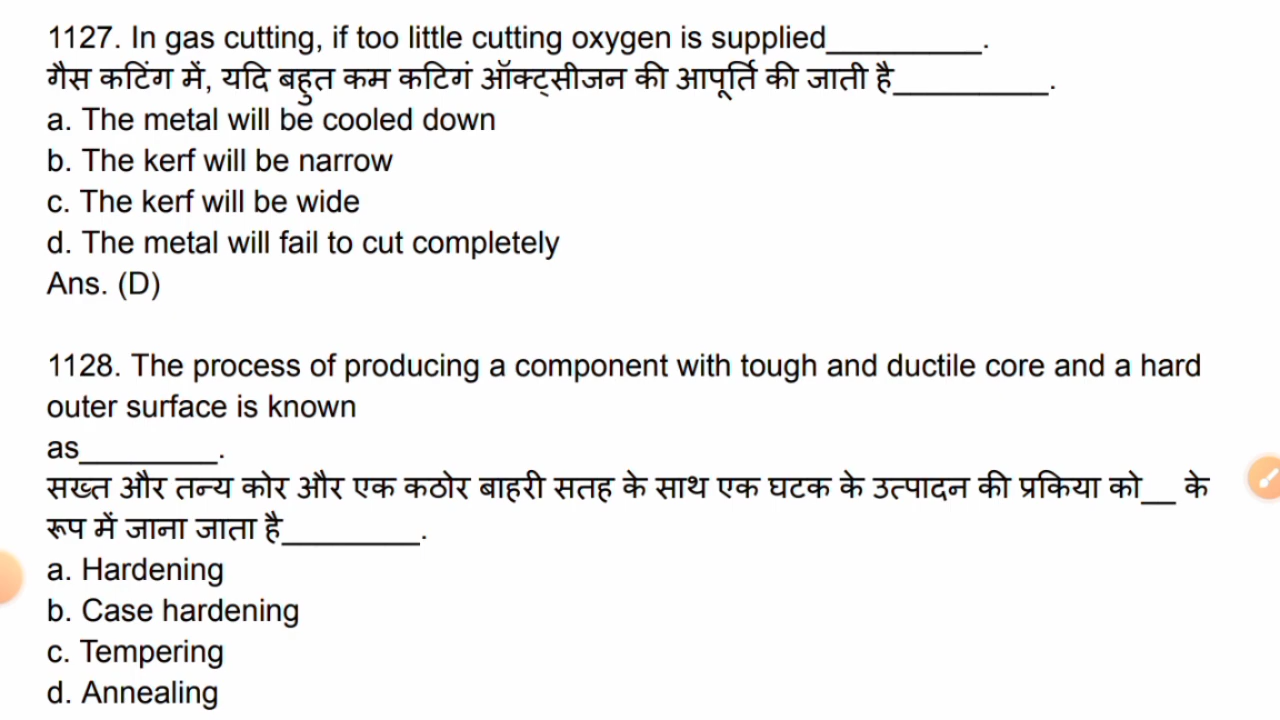 1127. In gas cutting, if too little cutting oxygen is supplied_________.
गैस कटिंग में, यदि बहुत कम कटिगं ऑक्ट्सीजन की आपूर्ति की जाती है_________.
a. The metal will be cooled down
b. The kerf will be narrow
c. The kerf will be wide
d. The metal will fail to cut completely
Ans. (D)
1128. The process of producing a component with tough and ductile core and a hard
outer surface is known
as________.
सख्त और तन्य कोर और एक कठोर बाहरी सतह के साथ एक घटक के उत्पादन की प्रकिया को__ के
रूप में जाना जाता है________.
a. Hardening
b. Case hardening
c. Tempering
d. Annealing